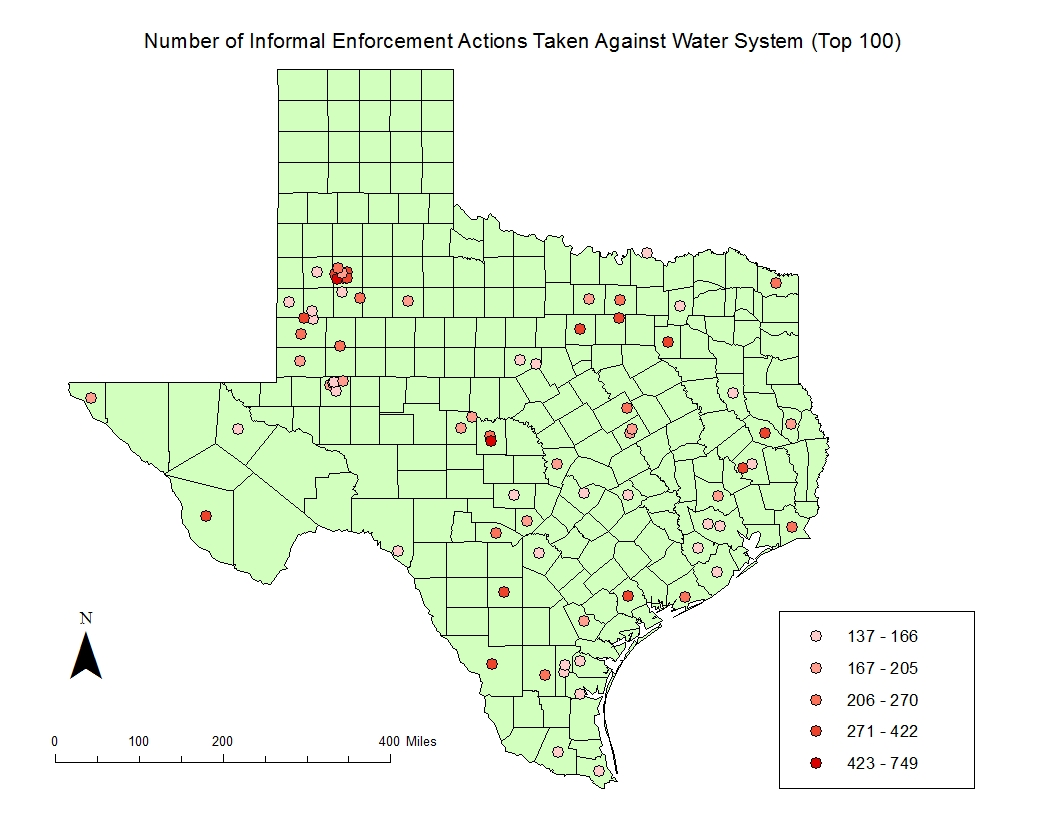 Number of Informal Enforcement Actions Taken Against Water System (Top 100)
N
137 - 166
167 - 205
206 - 270
271 - 422
423 - 749
0 100 200 400 Miles